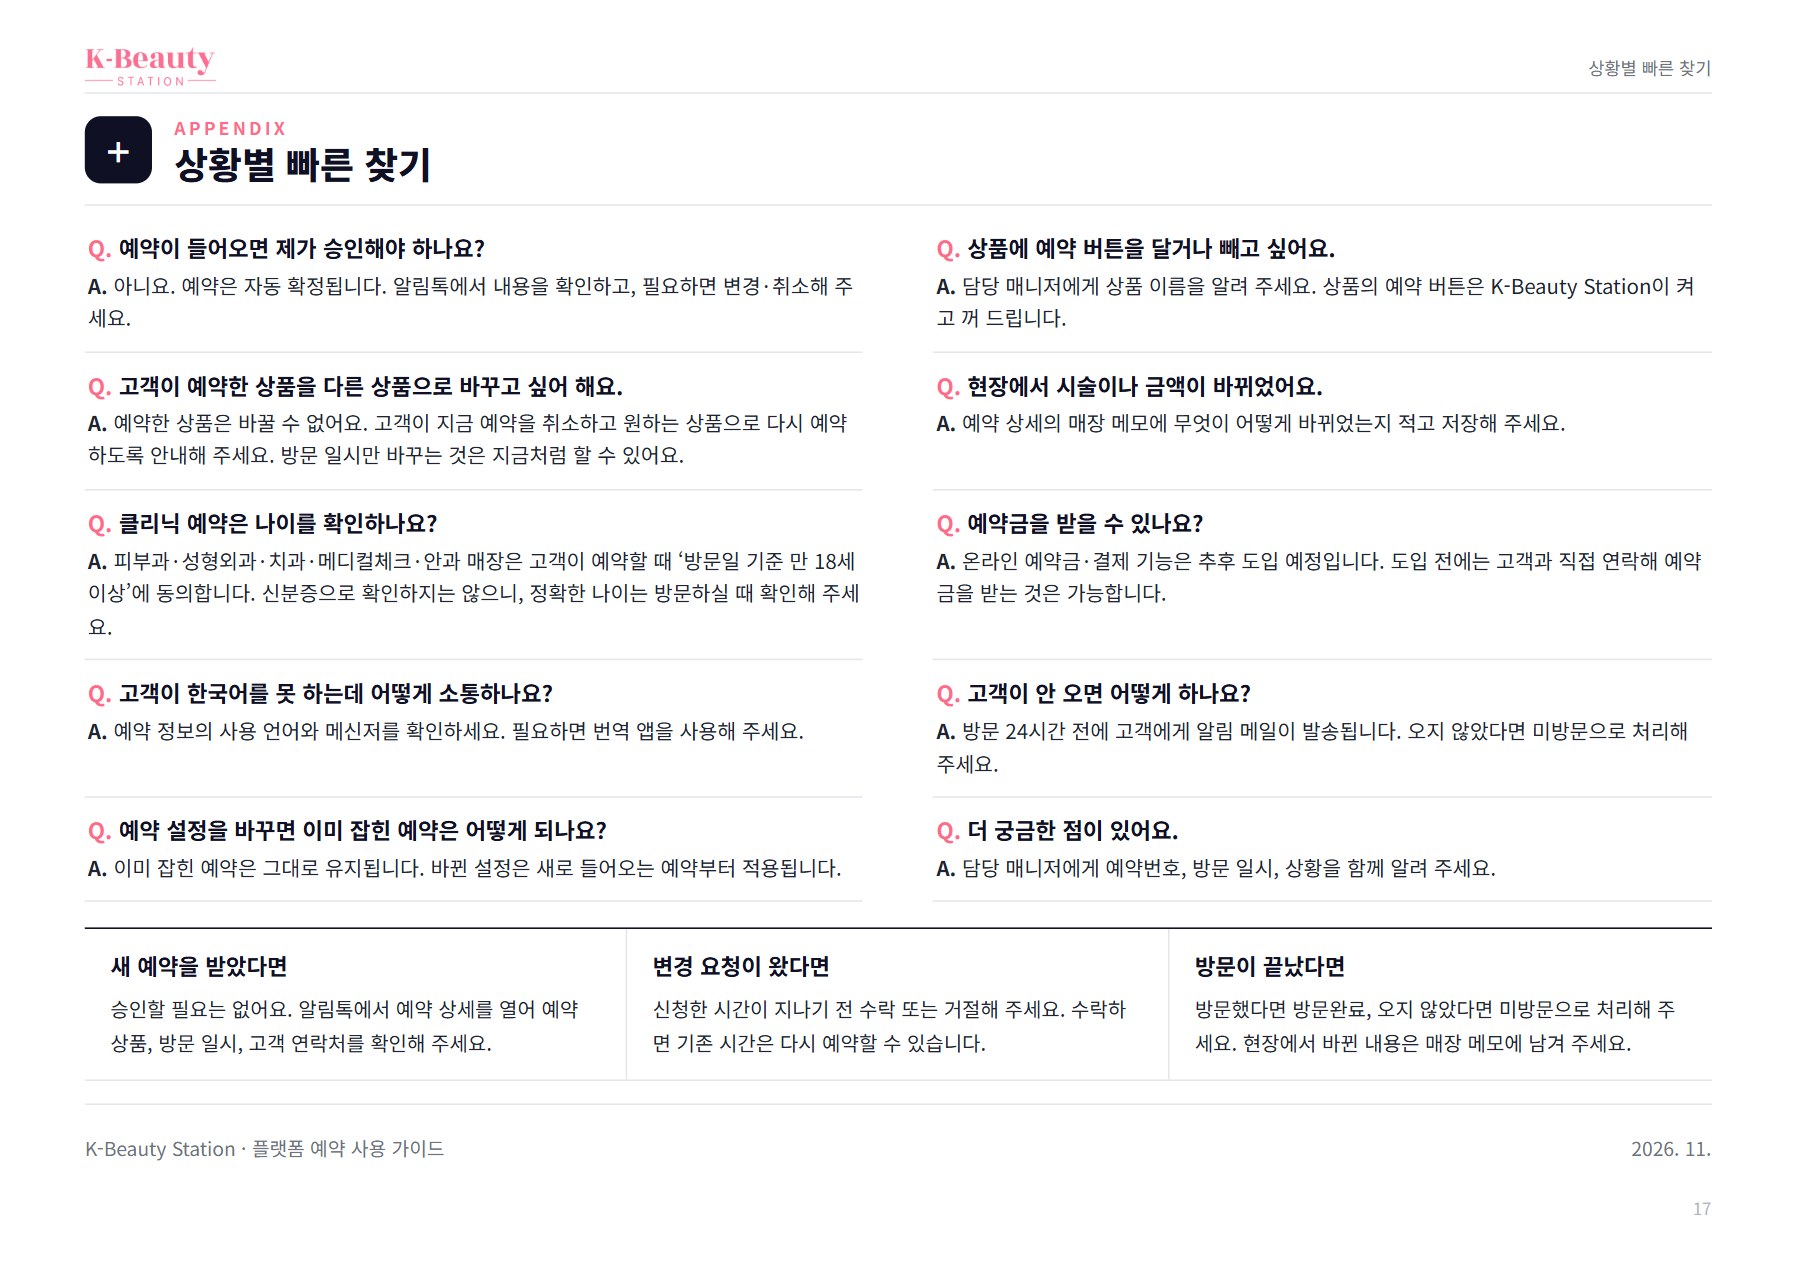 K-Beauty
STATION
상황별 빠른 찾기
+
APPENDIX
상황별 빠른 찾기
Q. 예약이 들어오면 제가 승인해야 하나요?
A. 아니요. 예약은 자동 확정됩니다. 알림톡에서 내용을 확인하고, 필요하면 변경·취소해 주
세요.
Q. 상품에 예약 버튼을 달거나 빼고 싶어요.
A. 담당 매니저에게 상품 이름을 알려 주세요. 상품의 예약 버튼은 K-Beauty Station이 켜
고 꺼 드립니다.
Q. 고객이 예약한 상품을 다른 상품으로 바꾸고 싶어 해요.
A. 예약한 상품은 바꿀 수 없어요. 고객이 지금 예약을 취소하고 원하는 상품으로 다시 예약
하도록 안내해 주세요. 방문 일시만 바꾸는 것은 지금처럼 할 수 있어요.
Q. 현장에서 시술이나 금액이 바뀌었어요.
A. 예약 상세의 매장 메모에 무엇이 어떻게 바뀌었는지 적고 저장해 주세요.
Q. 클리닉 예약은 나이를 확인하나요?
A. 피부과·성형외과·치과·메디컬체크·안과 매장은 고객이 예약할 때 ‘방문일 기준 만 18세
이상’에 동의합니다. 신분증으로 확인하지는 않으니, 정확한 나이는 방문하실 때 확인해 주세
요.
Q. 예약금을 받을 수 있나요?
A. 온라인 예약금·결제 기능은 추후 도입 예정입니다. 도입 전에는 고객과 직접 연락해 예약
금을 받는 것은 가능합니다.
Q. 고객이 한국어를 못 하는데 어떻게 소통하나요?
A. 예약 정보의 사용 언어와 메신저를 확인하세요. 필요하면 번역 앱을 사용해 주세요.
Q. 고객이 안 오면 어떻게 하나요?
A. 방문 24시간 전에 고객에게 알림 메일이 발송됩니다. 오지 않았다면 미방문으로 처리해
주세요.
Q. 예약 설정을 바꾸면 이미 잡힌 예약은 어떻게 되나요?
A. 이미 잡힌 예약은 그대로 유지됩니다. 바뀐 설정은 새로 들어오는 예약부터 적용됩니다.
Q. 더 궁금한 점이 있어요.
A. 담당 매니저에게 예약번호, 방문 일시, 상황을 함께 알려 주세요.
새 예약을 받았다면
승인할 필요는 없어요. 알림톡에서 예약 상세를 열어 예약
상품, 방문 일시, 고객 연락처를 확인해 주세요.
변경 요청이 왔다면
신청한 시간이 지나기 전 수락 또는 거절해 주세요. 수락하
면 기존 시간은 다시 예약할 수 있습니다.
방문이 끝났다면
방문했다면 방문완료, 오지 않았다면 미방문으로 처리해 주
세요. 현장에서 바뀐 내용은 매장 메모에 남겨 주세요.
K-Beauty Station · 플랫폼 예약 사용 가이드
2026. 11.
17